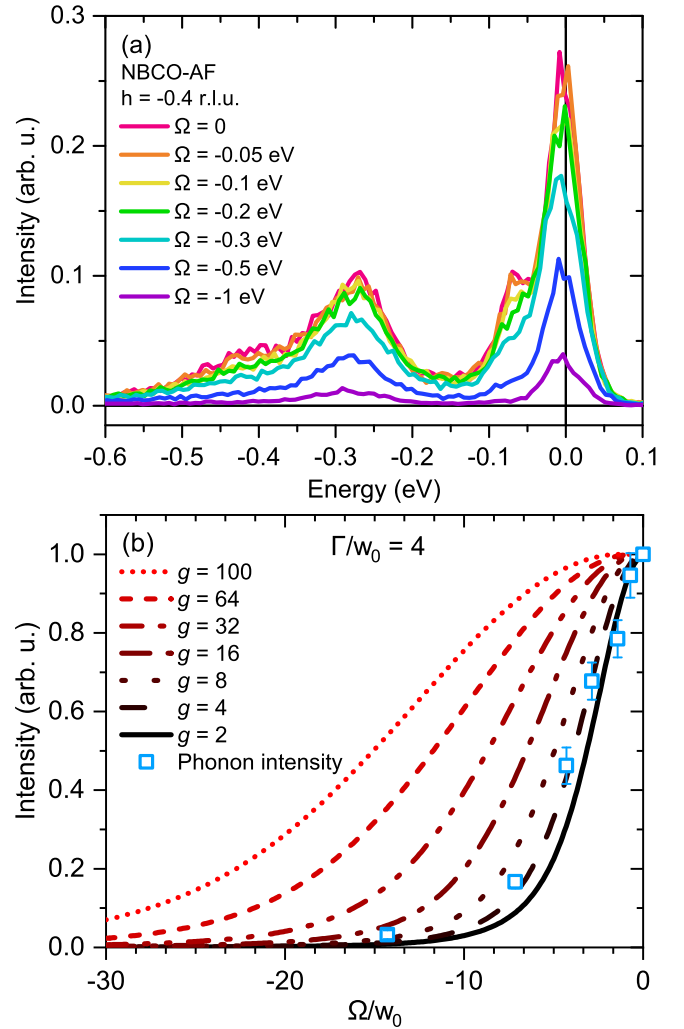 (a)
NBCO-AF
h = -0.4 r.l.u.
Ω = 0
Ω = -0.05 eV
Ω = -0.1 eV
Ω = -0.2 eV
Ω = -0.3 eV
Ω = -0.5 eV
Ω = -1 eV
0.3
0.2
0.1
0.0
Intensity (arb. u.)
-0.6 -0.5 -0.4 -0.3 -0.2 -0.1 0.0 0.1
Energy (eV)
(b)
Γ/w₀ = 4
g = 100
g = 64
g = 32
g = 16
g = 8
g = 4
g = 2
Phonon intensity
1.0
0.8
0.6
0.4
0.2
0.0
Intensity (arb. u.)
-30 -20 -10 0
Ω/w₀